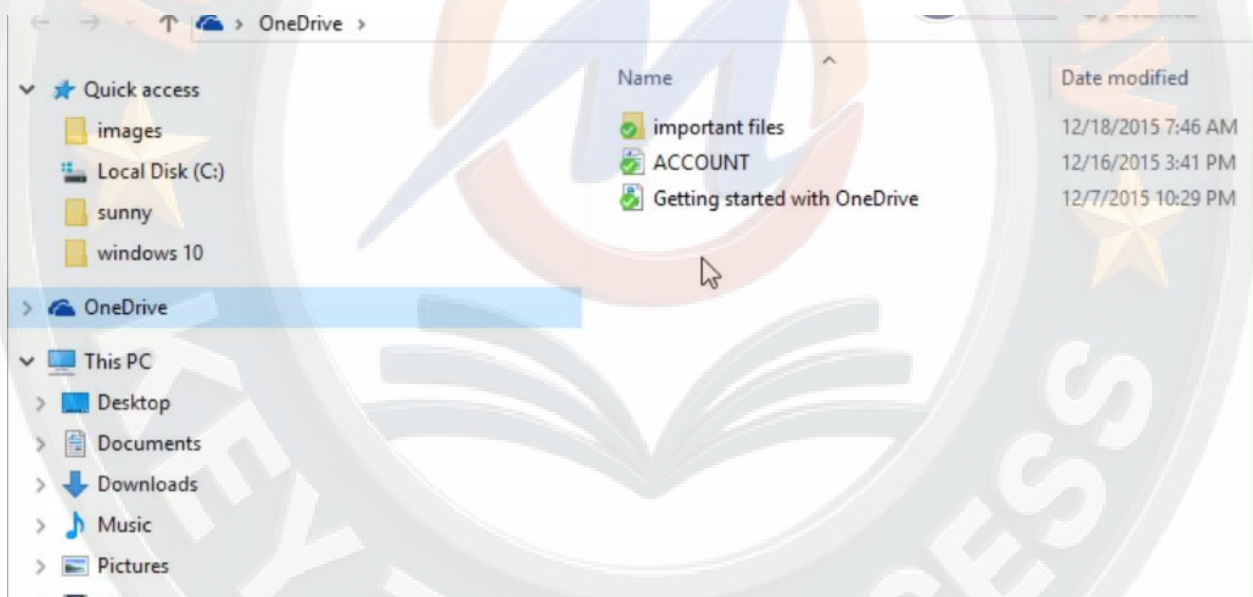 OneDrive
Name
Date modified
Quick access
images
Local Disk (C:)
sunny
windows 10
OneDrive
This PC
Desktop
Documents
Downloads
Music
Pictures
important files 12/18/2015 7:46 AM
ACCOUNT 12/16/2015 3:41 PM
Getting started with OneDrive 12/7/2015 10:29 PM
KEY